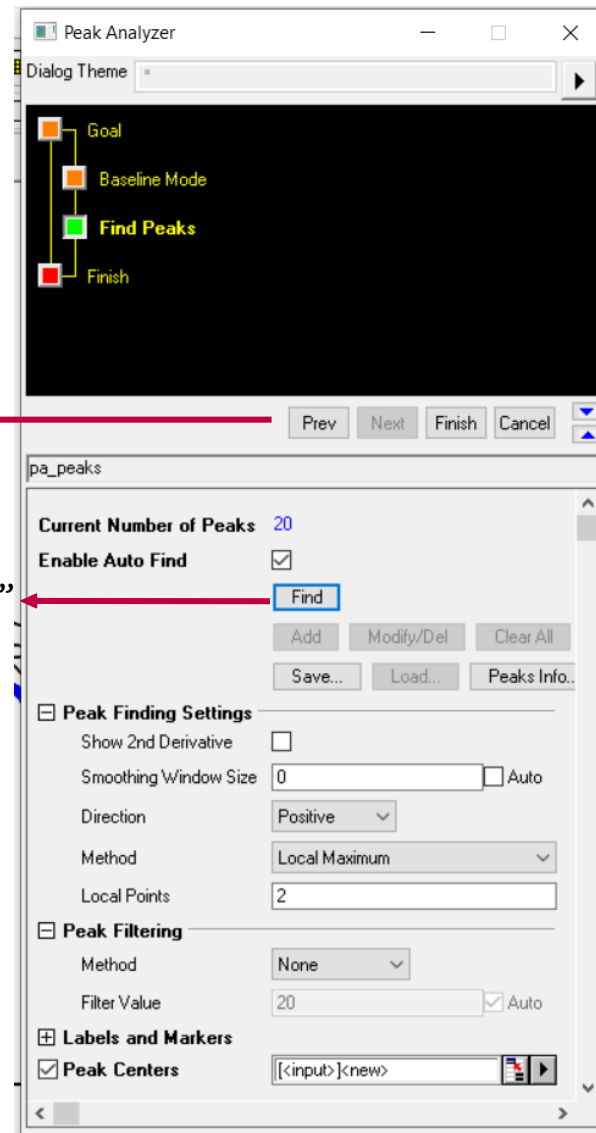 Peak Analyzer
Dialog Theme *
Goal
Baseline Mode
Find Peaks
Finish
Prev Next Finish Cancel
pa_peaks
Current Number of Peaks 20
Enable Auto Find
” Find
Add Modify/Del Clear All
Save... Load... Peaks Info..
Peak Finding Settings
Show 2nd Derivative
Smoothing Window Size 0 Auto
Direction Positive
Method Local Maximum
Local Points 2
Peak Filtering
Method None
Filter Value 20 Auto
Labels and Markers
Peak Centers [<input>]<new>